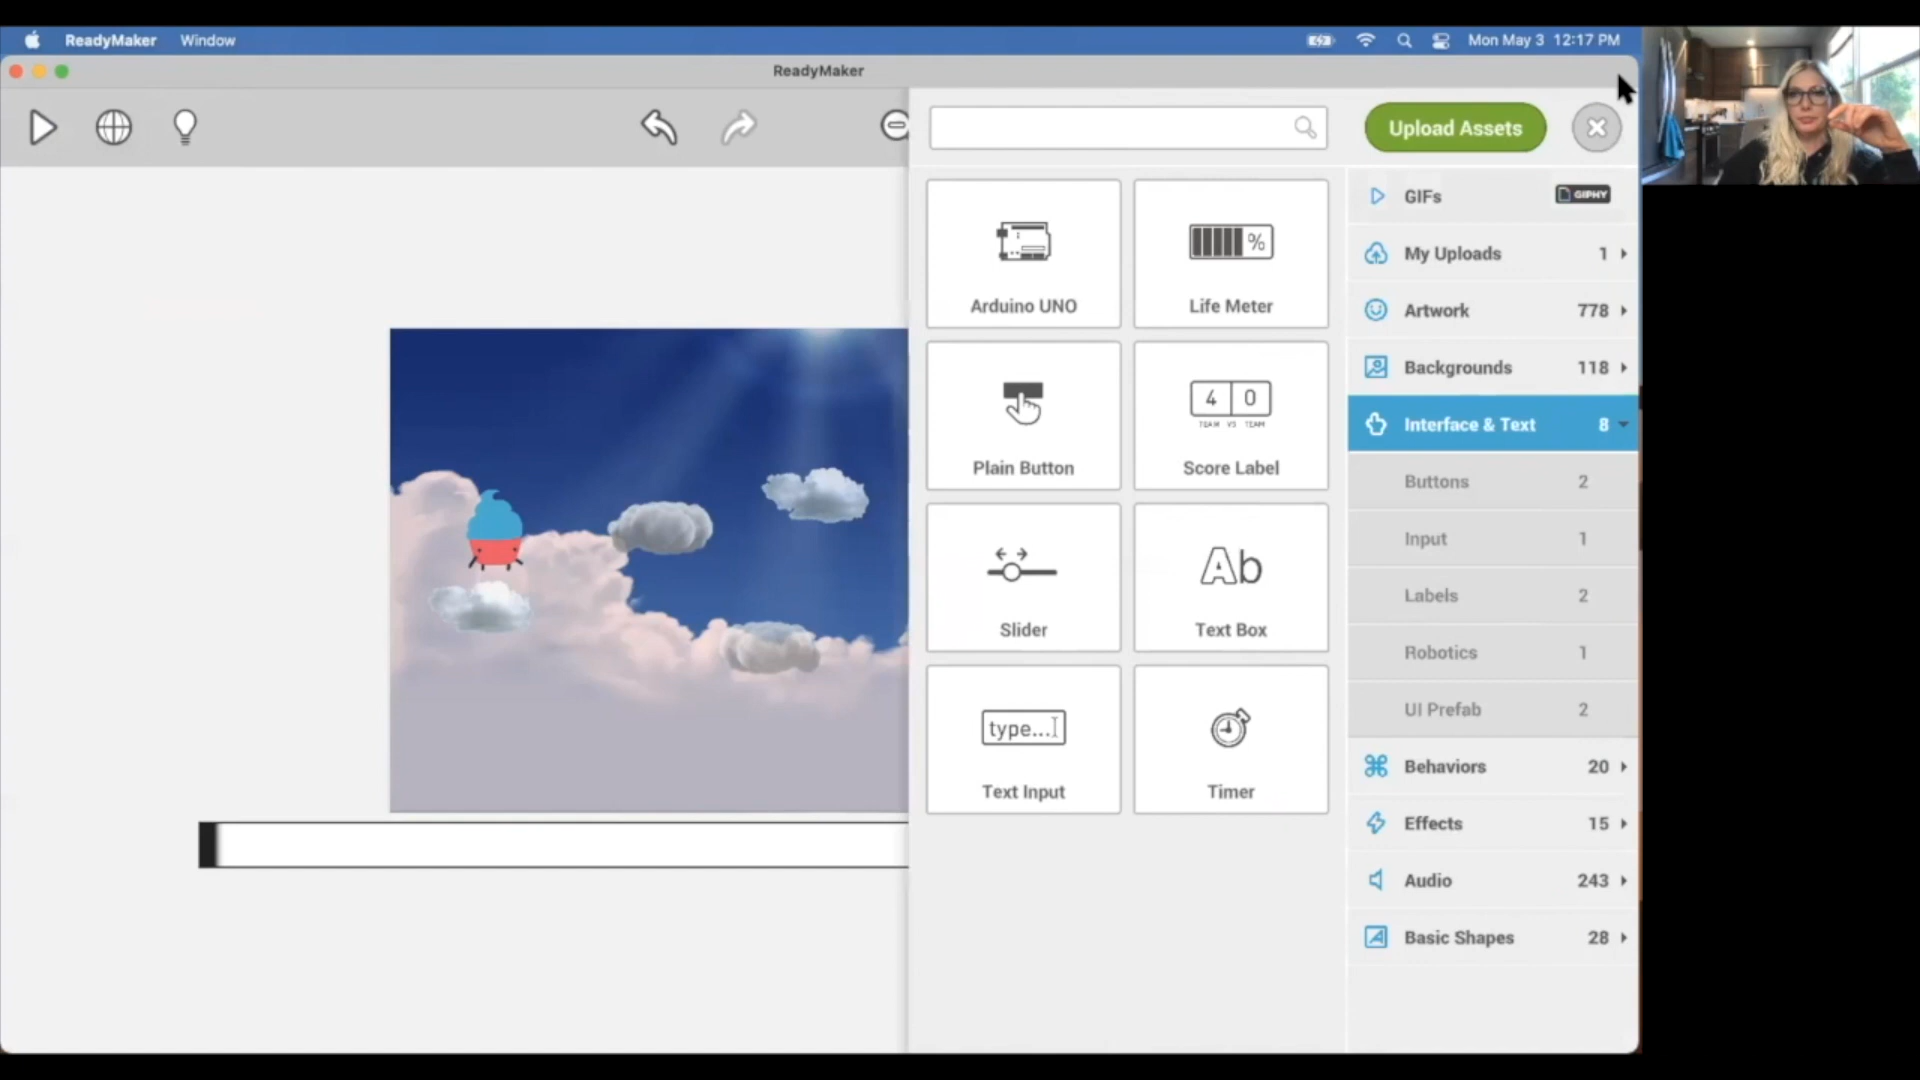 ReadyMaker Window
Mon May 3 12:17 PM
ReadyMaker
Upload Assets
Arduino UNO
%
Life Meter
Plain Button
4 0
TEAM VS TEAM
Score Label
Slider
Ab
Text Box
type...
Text Input
Timer
GIFs GIPHY
My Uploads 1
Artwork 778
Backgrounds 118
Interface & Text 8
Buttons 2
Input 1
Labels 2
Robotics 1
UI Prefab 2
Behaviors 20
Effects 15
Audio 243
Basic Shapes 28